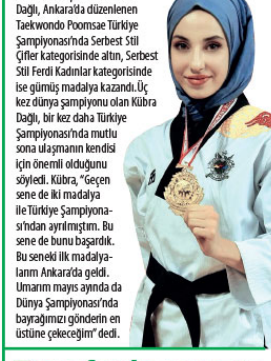 Dağlı, Ankara'da düzenlenen
Taekwondo Poomsae Türkiye
Şampiyonası'nda Serbest Stil
Çifler kategorisinde altın, Serbest
Stil Ferdi Kadınlar kategorisinde
ise gümüş madalya kazandı.Üç
kez dünya şampiyonu olan Kübra
Dağlı, bir kez daha Türkiye
Şampiyonası'nda mutlu
sona ulaşmanın kendisi
için önemli olduğunu
söyledi. Kübra, "Geçen
sene de iki madalya
ile Türkiye Şampiyona-
sı'ndan ayrılmıştım. Bu
sene de bunu başardık.
Bu seneki ilk madalya-
larım Ankara'da geldi.
Umarım mayıs ayında da
Dünya Şampiyonası'nda
bayrağımızı gönderin en
üstüne çekeceğim" dedi.